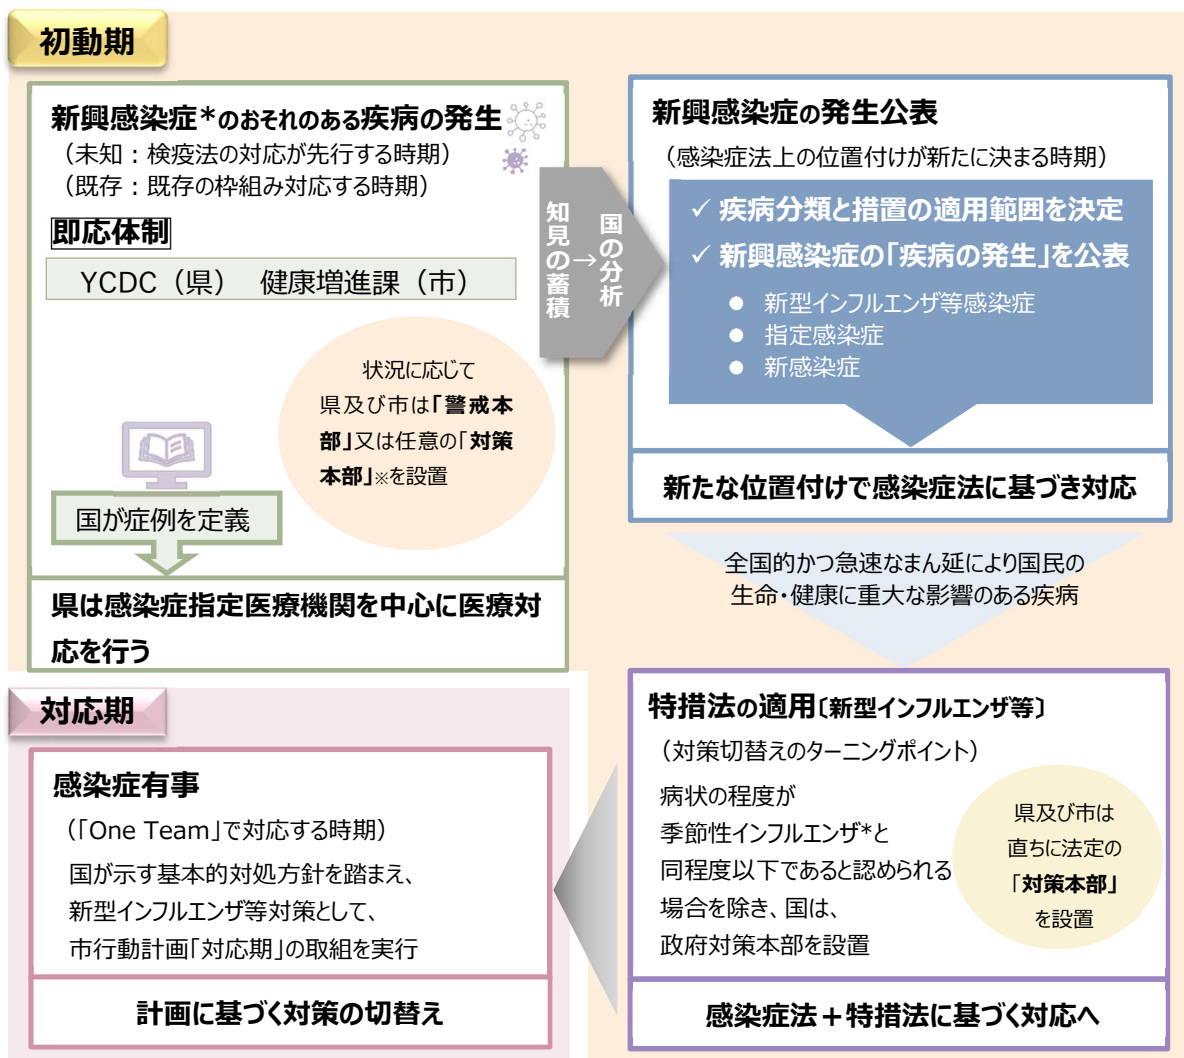 初動期
新興感染症*のおそれのある疾病の発生
（未知：検疫法の対応が先行する時期）
（既存：既存の枠組み対応する時期）
即応体制
YCDC（県）　健康増進課（市）
状況に応じて
県及び市は「警戒本
部」又は任意の「対策
本部」※を設置
国が症例を定義
県は感染症指定医療機関を中心に医療対
応を行う
知見の蓄積
→
国の分析
新興感染症の発生公表
（感染症法上の位置付けが新たに決まる時期）
✓ 疾病分類と措置の適用範囲を決定
✓ 新興感染症の「疾病の発生」を公表
● 新型インフルエンザ等感染症
● 指定感染症
● 新感染症
新たな位置付けで感染症法に基づき対応
全国的かつ急速なまん延により国民の
生命・健康に重大な影響のある疾病
特措法の適用〔新型インフルエンザ等〕
（対策切替えのターニングポイント）
病状の程度が
季節性インフルエンザ*と
同程度以下であると認められる
場合を除き、国は、
政府対策本部を設置
県及び市は
直ちに法定の
「対策本部」
を設置
感染症法＋特措法に基づく対応へ
対応期
感染症有事
（「One Team」で対応する時期）
国が示す基本的対処方針を踏まえ、
新型インフルエンザ等対策として、
市行動計画「対応期」の取組を実行
計画に基づく対策の切替え